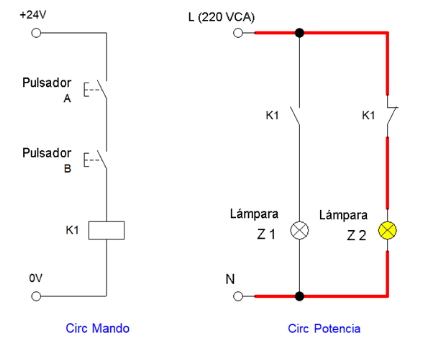 +24V
Pulsador
A
Pulsador
B
K1
0V
Circ Mando
L (220 VCA)
K1
K1
Lámpara
Z 1
Lámpara
Z 2
N
Circ Potencia